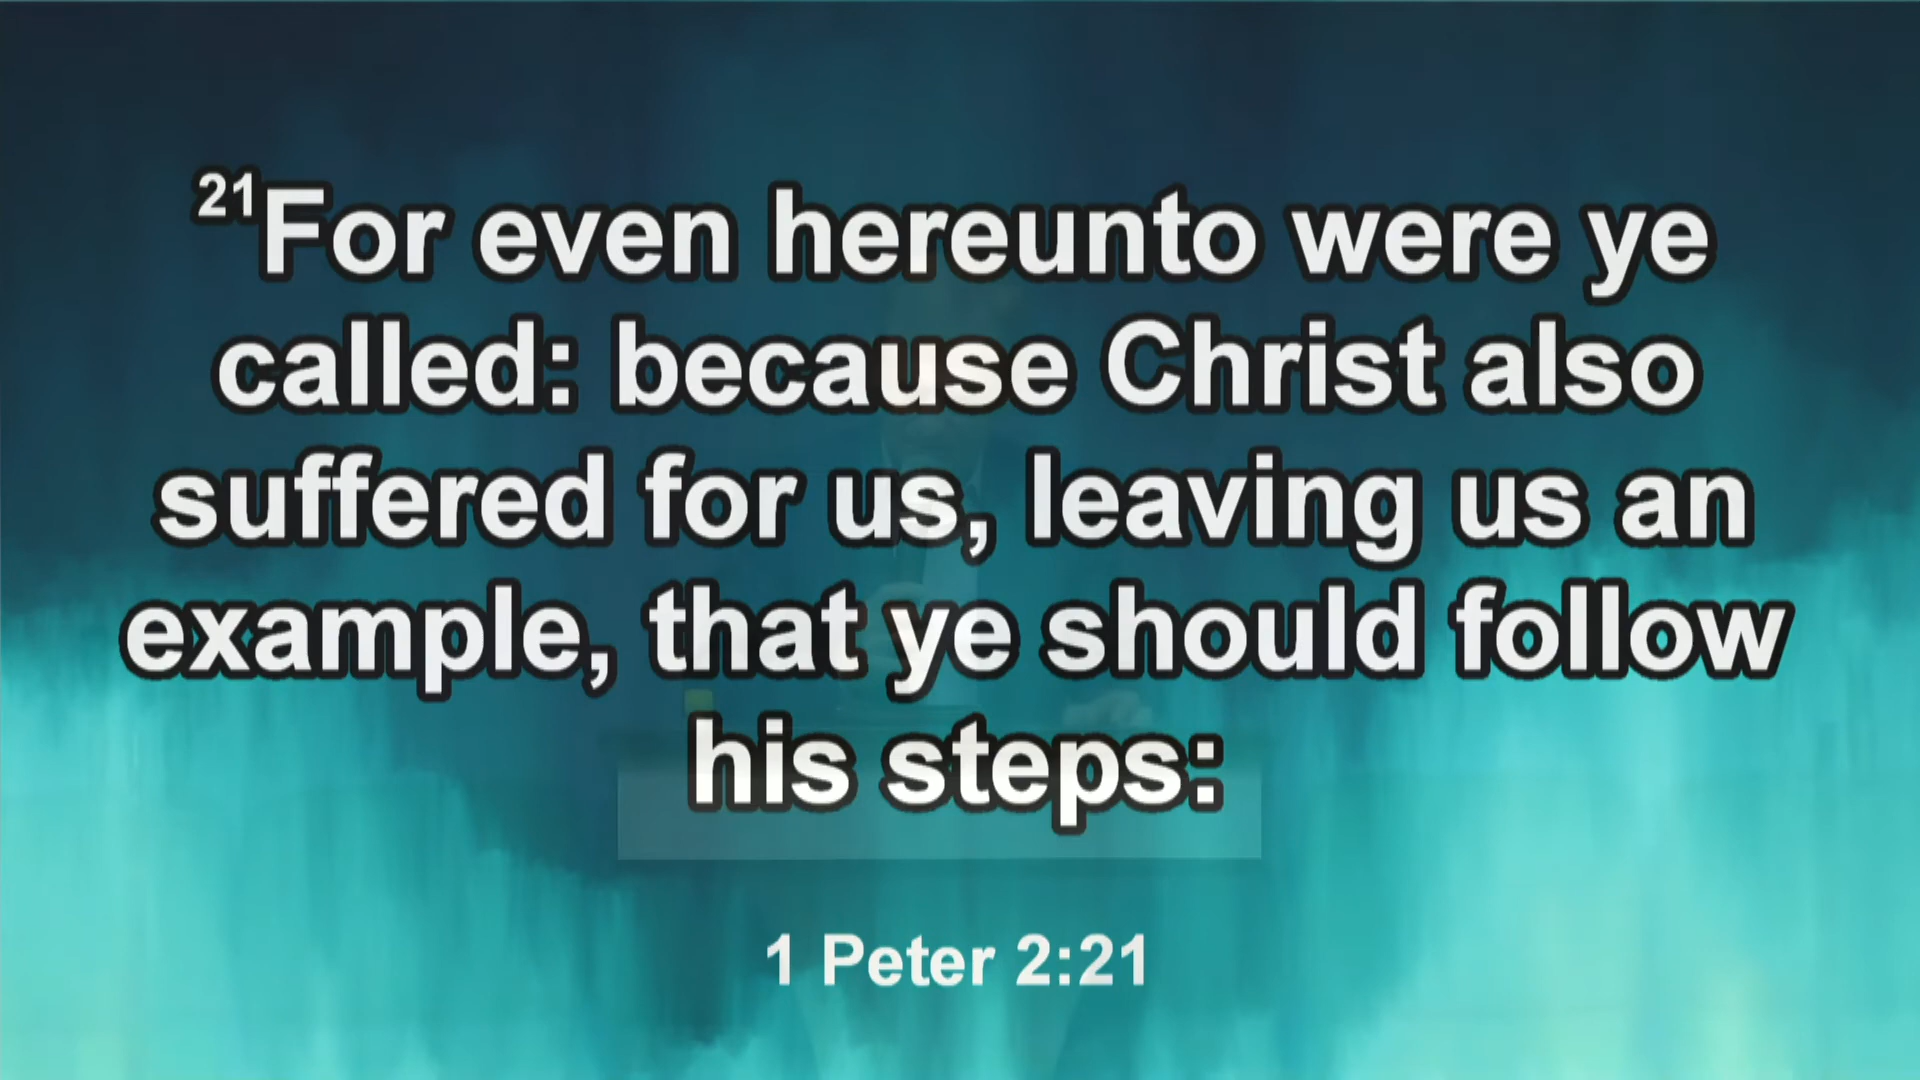 21For even hereunto were ye
called: because Christ also
suffered for us, leaving us an
example, that ye should follow
his steps:
1 Peter 2:21